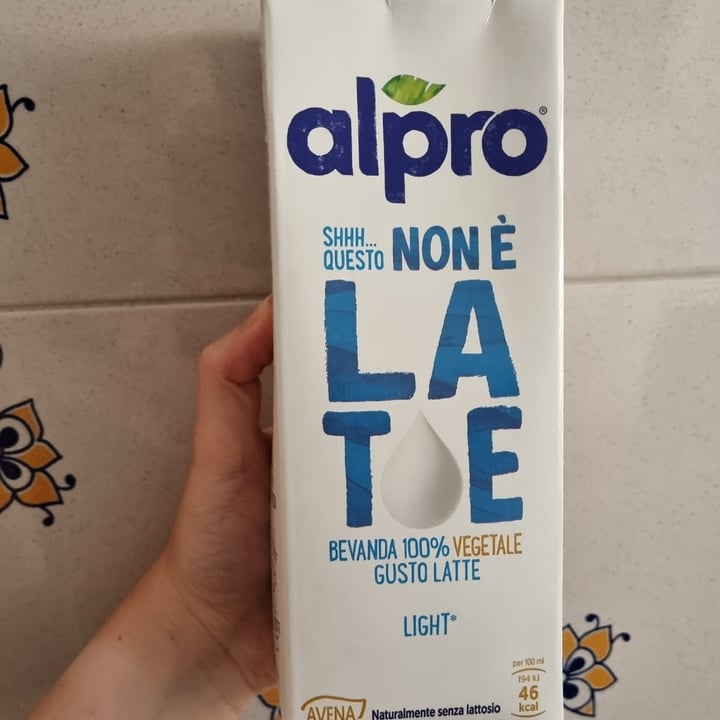 alpro®
SHHH...
QUESTO NON È
LA
T E
BEVANDA 100% VEGETALE
GUSTO LATTE
LIGHT*
per 100 ml
194 kJ
46
kcal
AVENA
Naturalmente senza lattosio